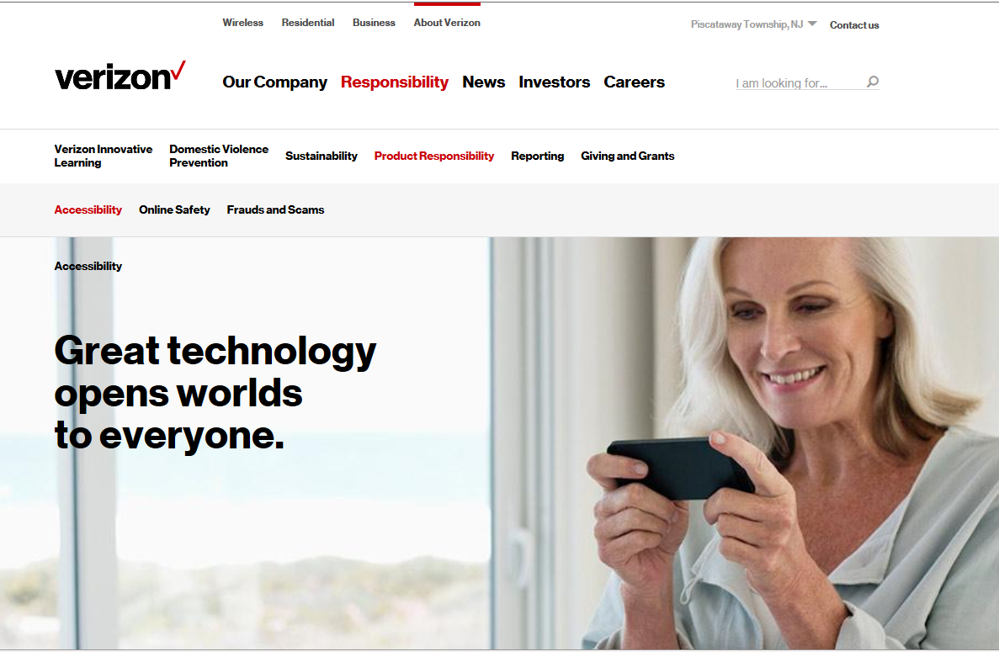 Wireless Residential Business About Verizon
Piscataway Township, NJ Contact us
verizon
Our Company Responsibility News Investors Careers
I am looking for...
Verizon Innovative
Learning
Domestic Violence
Prevention
Sustainability Product Responsibility Reporting Giving and Grants
Accessibility Online Safety Frauds and Scams
Accessibility
Great technology
opens worlds
to everyone.